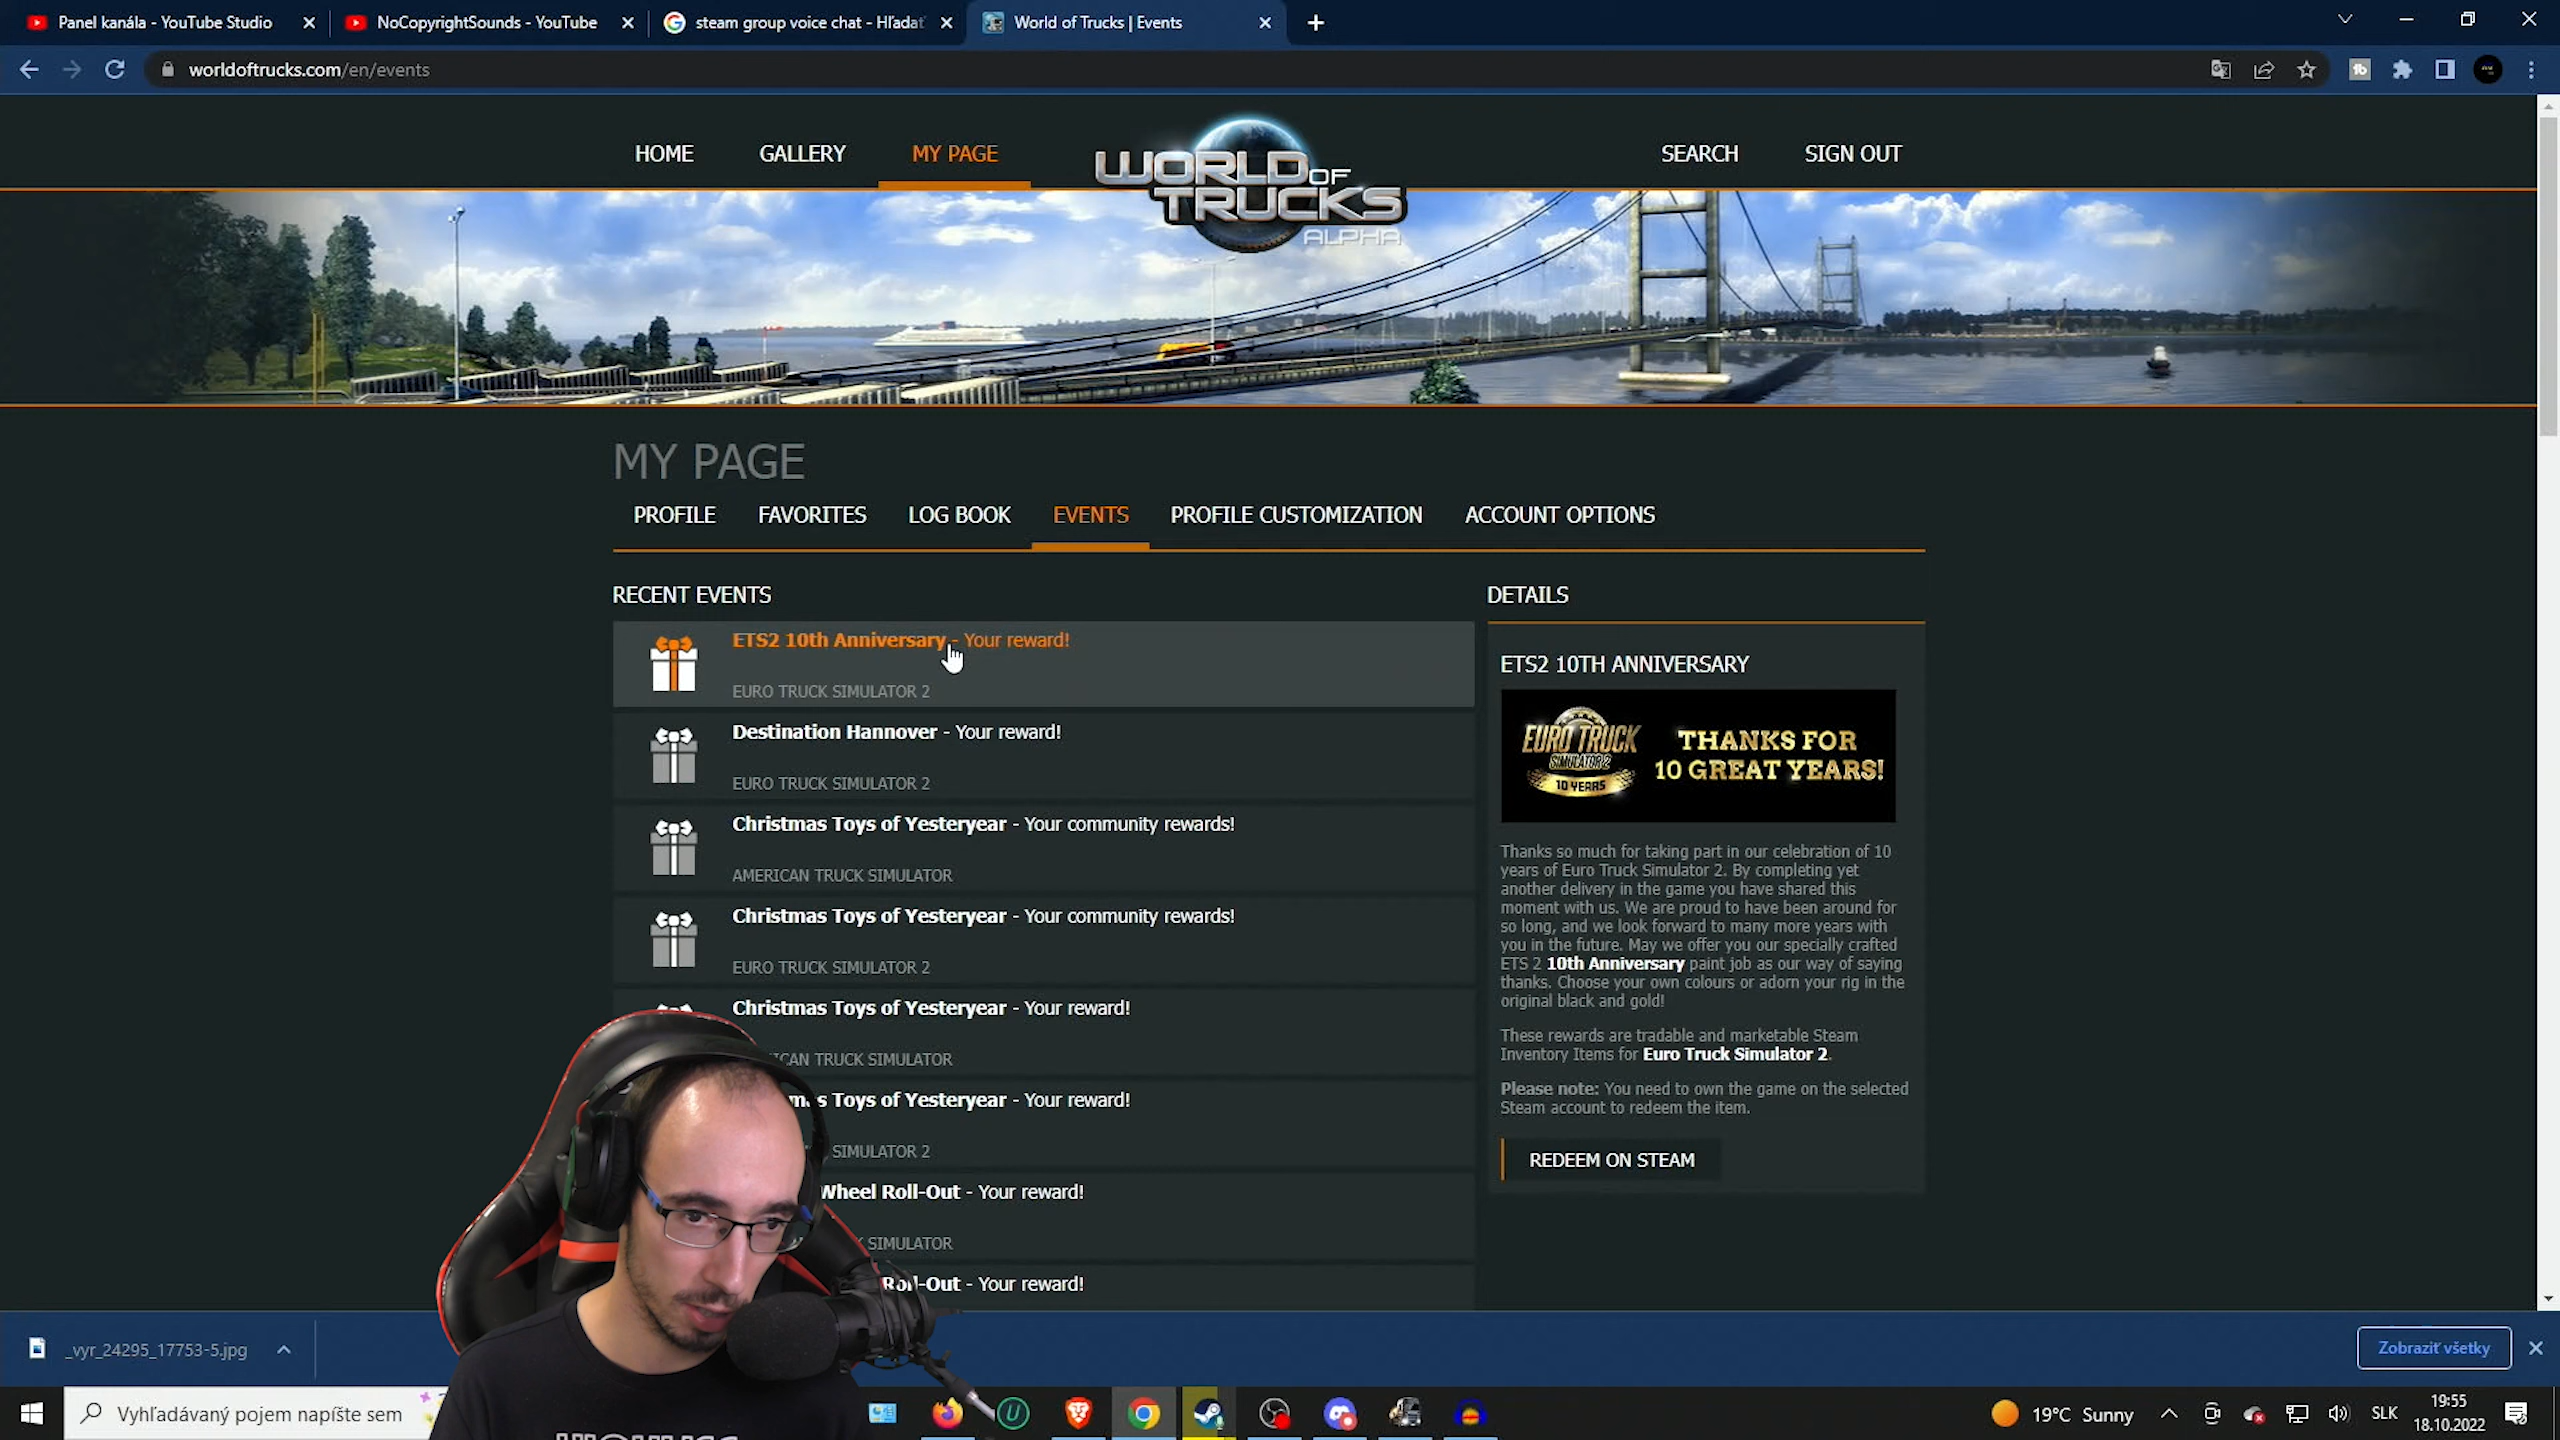 Panel kanála - YouTube Studio
NoCopyrightSounds - YouTube
steam group voice chat - Hľadať
World of Trucks | Events
worldoftrucks.com/en/events
HOME
GALLERY
MY PAGE
WORLD OF
TRUCKS
ALPHA
SEARCH
SIGN OUT
MY PAGE
PROFILE
FAVORITES
LOG BOOK
EVENTS
PROFILE CUSTOMIZATION
ACCOUNT OPTIONS
RECENT EVENTS
ETS2 10th Anniversary - Your reward!
EURO TRUCK SIMULATOR 2
Destination Hannover - Your reward!
EURO TRUCK SIMULATOR 2
Christmas Toys of Yesteryear - Your community rewards!
AMERICAN TRUCK SIMULATOR
Christmas Toys of Yesteryear - Your community rewards!
EURO TRUCK SIMULATOR 2
Christmas Toys of Yesteryear - Your reward!
ICAN TRUCK SIMULATOR
mas Toys of Yesteryear - Your reward!
SIMULATOR 2
Wheel Roll-Out - Your reward!
K SIMULATOR
Roll-Out - Your reward!
DETAILS
ETS2 10TH ANNIVERSARY
EURO TRUCK
SIMULATOR 2
10 YEARS
THANKS FOR
10 GREAT YEARS!
Thanks so much for taking part in our celebration of 10
years of Euro Truck Simulator 2. By completing yet
another delivery in the game you have shared this
moment with us. We are proud to have been around for
so long, and we look forward to many more years with
you in the future. May we offer you our specially crafted
ETS 2 10th Anniversary paint job as our way of saying
thanks. Choose your own colours or adorn your rig in the
original black and gold!
These rewards are tradable and marketable Steam
Inventory Items for Euro Truck Simulator 2.
Please note: You need to own the game on the selected
Steam account to redeem the item.
REDEEM ON STEAM
_vyr_24295_17753-5.jpg
Zobraziť všetky
Vyhľadávaný pojem napíšte sem
19°C Sunny
SLK
19:55
18.10.2022